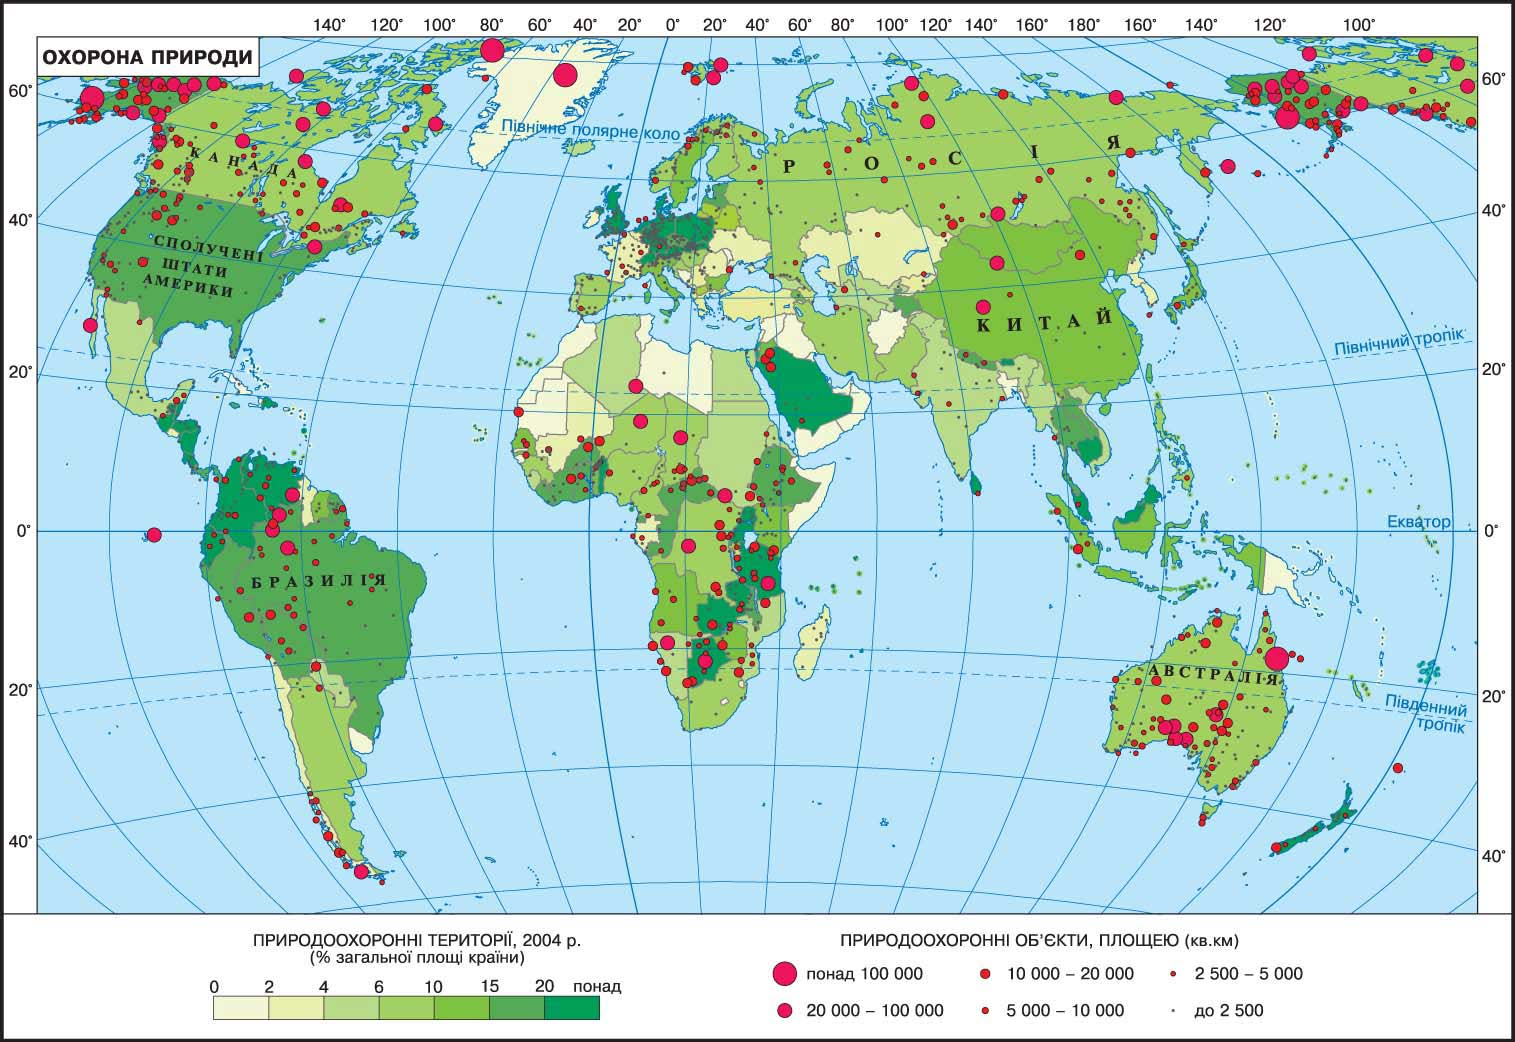 140° 120° 100° 80° 60° 40° 20° 0° 20° 40° 60° 80° 100° 120° 140° 160° 180° 160° 140° 120° 100°
ОХОРОНА ПРИРОДИ
60°
60°
Північне полярне коло
КАНАДА
РОСІЯ
40°
40°
СПОЛУЧЕНІ
ШТАТИ
АМЕРИКИ
КИТАЙ
Північний тропік
20°
20°
Екватор
0°
0°
БРАЗИЛІЯ
АВСТРАЛІЯ
20°
20°
Південний
тропік
40°
40°
ПРИРОДООХОРОННІ ТЕРИТОРІЇ, 2004 р.
(% загальної площі країни)
0 2 4 6 10 15 20 понад
ПРИРОДООХОРОННІ ОБ’ЄКТИ, ПЛОЩЕЮ (кв.км)
понад 100 000
10 000 – 20 000
2 500 – 5 000
20 000 – 100 000
5 000 – 10 000
до 2 500